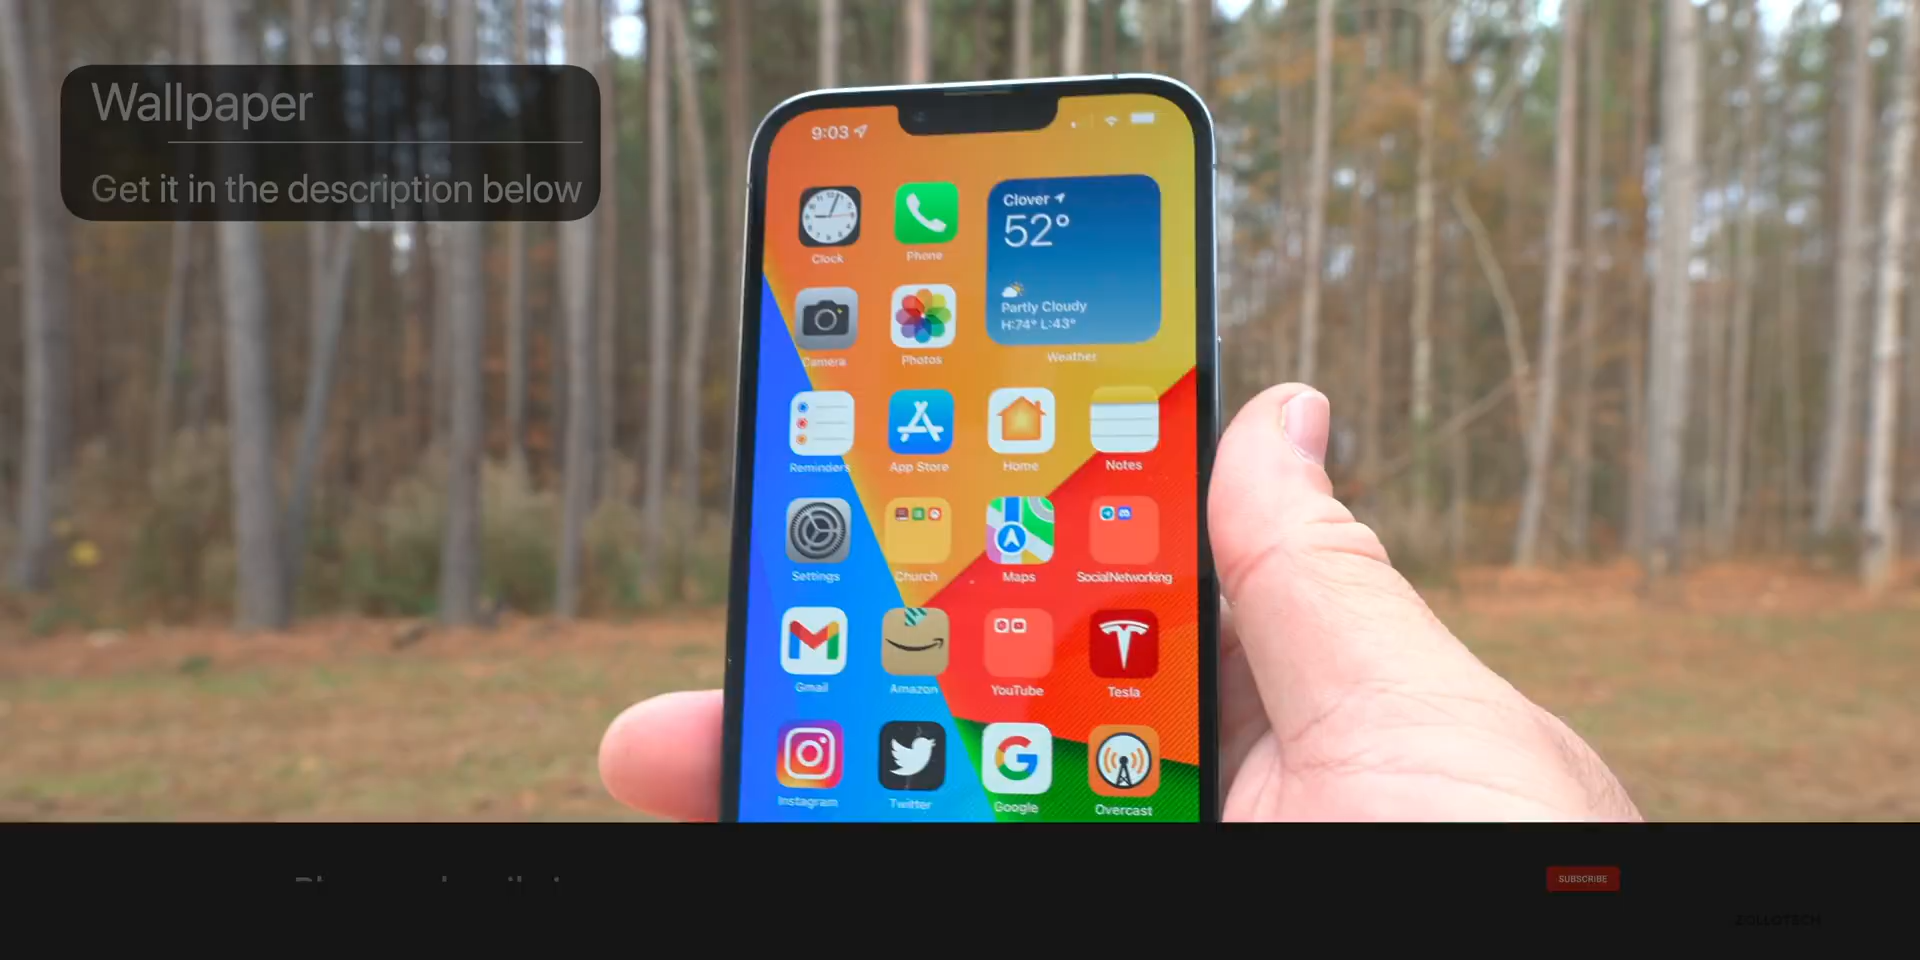 Wallpaper
Get it in the description below
9:03
Clock
Phone
Clover
52°
Partly Cloudy
H:74° L:43°
Weather
Camera
Photos
Reminders
App Store
Home
Notes
Settings
Church
Maps
SocialNetworking
Gmail
Amazon
YouTube
Tesla
Instagram
Twitter
Google
Overcast
SUBSCRIBE
ZOLLOTECH